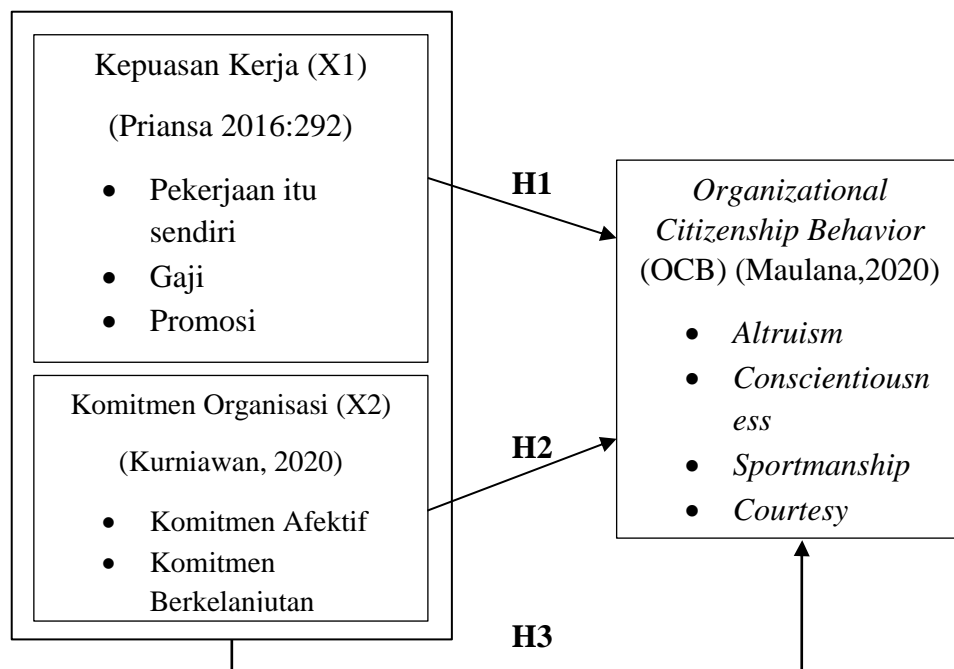 Kepuasan Kerja (X1)
(Priansa 2016:292)
• Pekerjaan itu
sendiri
• Gaji
• Promosi
Komitmen Organisasi (X2)
(Kurniawan, 2020)
• Komitmen Afektif
• Komitmen
Berkelanjutan
H1
H2
H3
Organizational
Citizenship Behavior
(OCB) (Maulana,2020)
• Altruism
• Conscientiousn
ess
• Sportmanship
• Courtesy